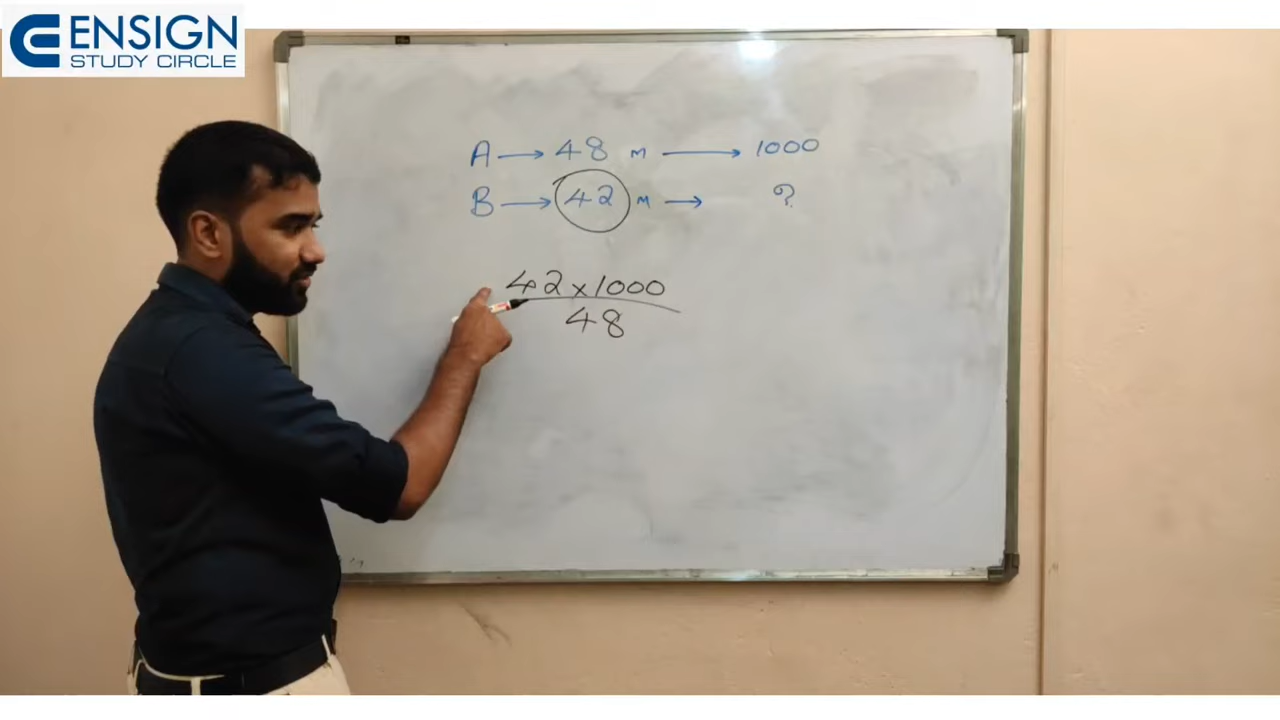 ENSIGN
STUDY CIRCLE
A → 48 M → 1000
B → 42 M → ?
42 x 1000
48